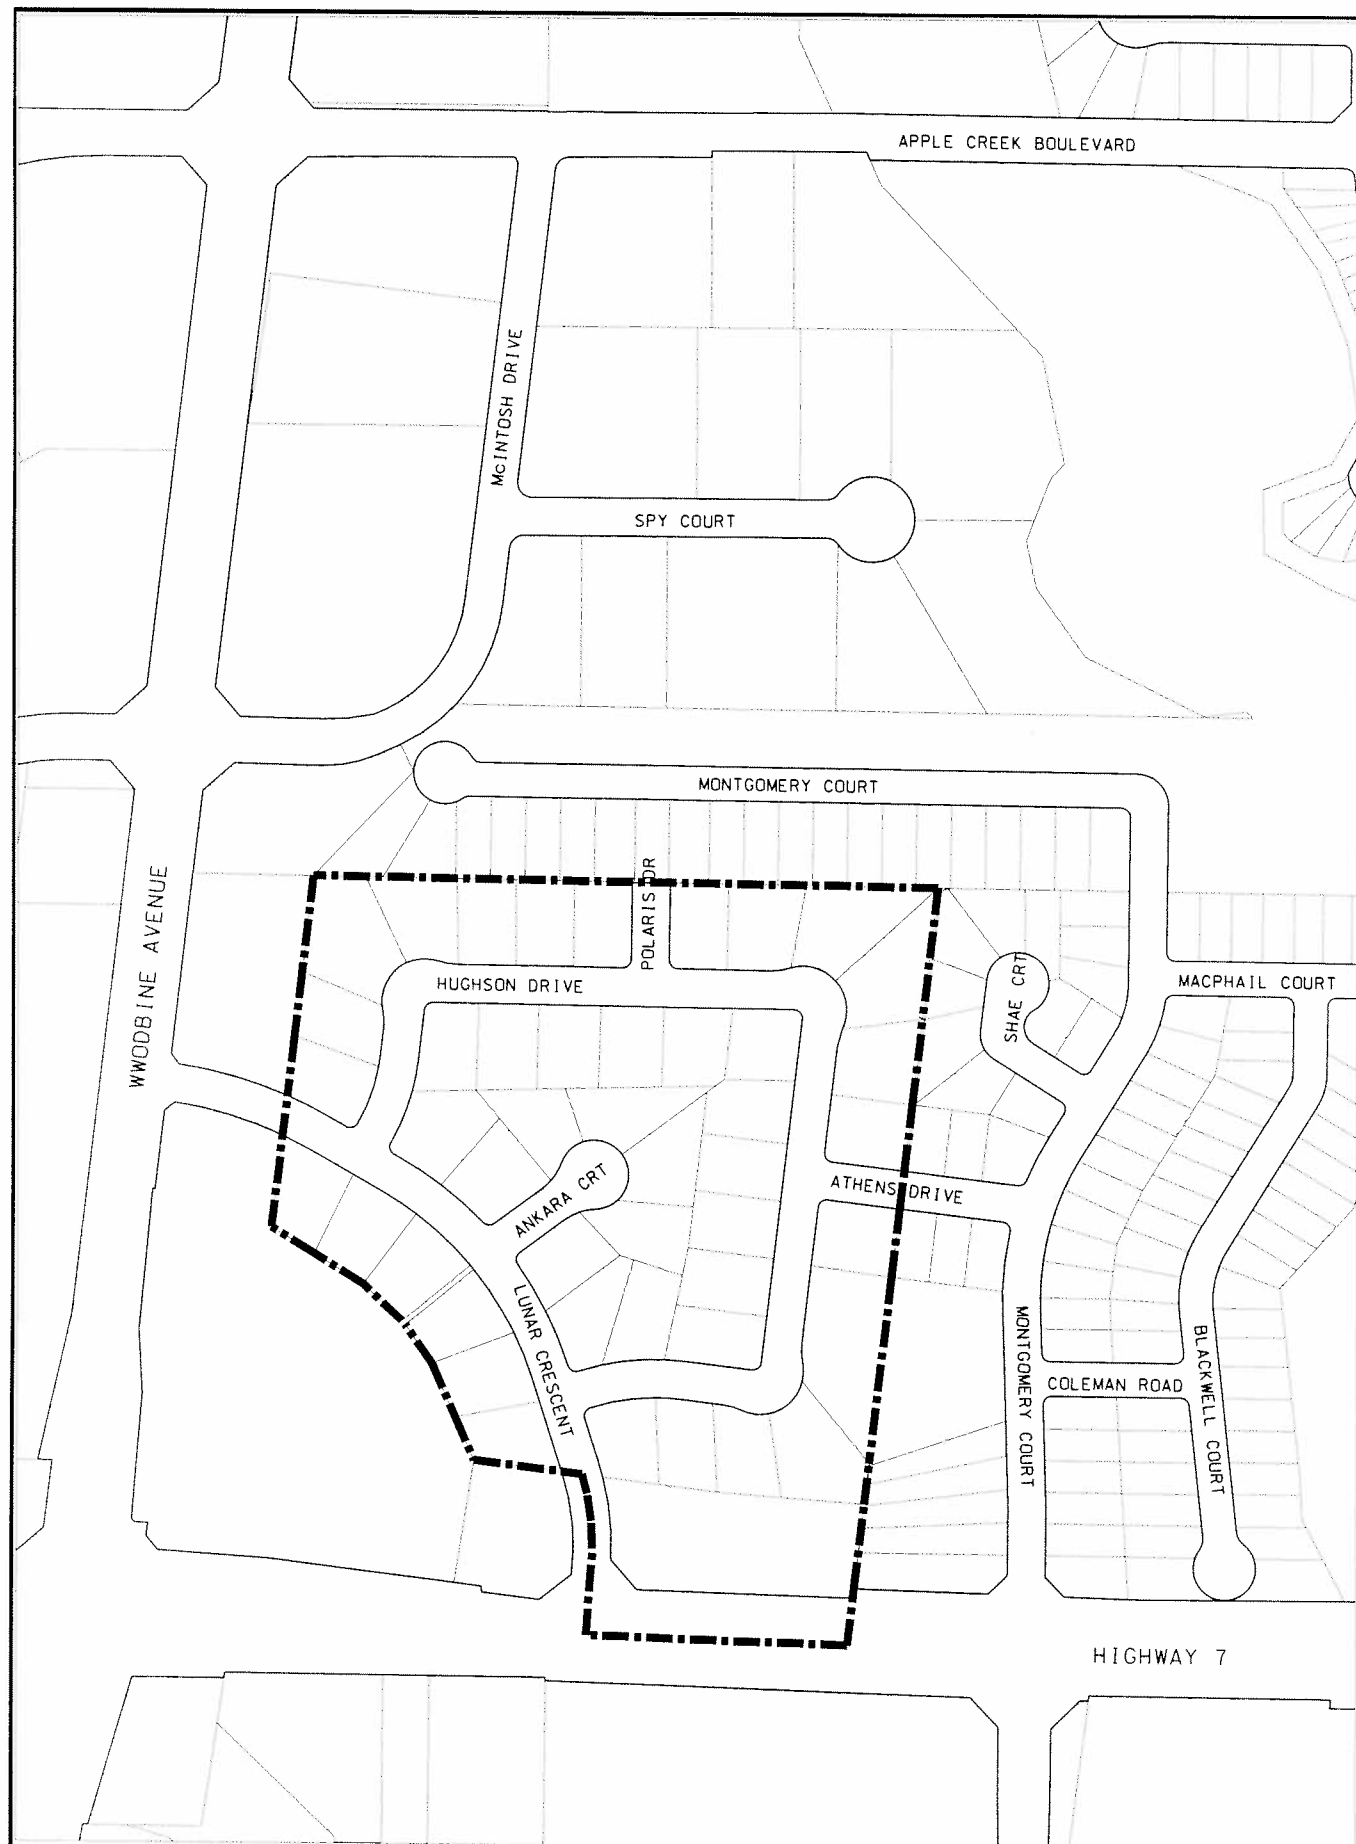 APPLE CREEK BOULEVARD
McINTOSH DRIVE
SPY COURT
MONTGOMERY COURT
POLARIS DR
WWODBINE AVENUE
HUGHSON DRIVE
SHAE CRT
MACPHAIL COURT
ANKARA CRT
ATHENS DRIVE
LUNAR CRESCENT
MONTGOMERY COURT
COLEMAN ROAD
BLACKWELL COURT
HIGHWAY 7